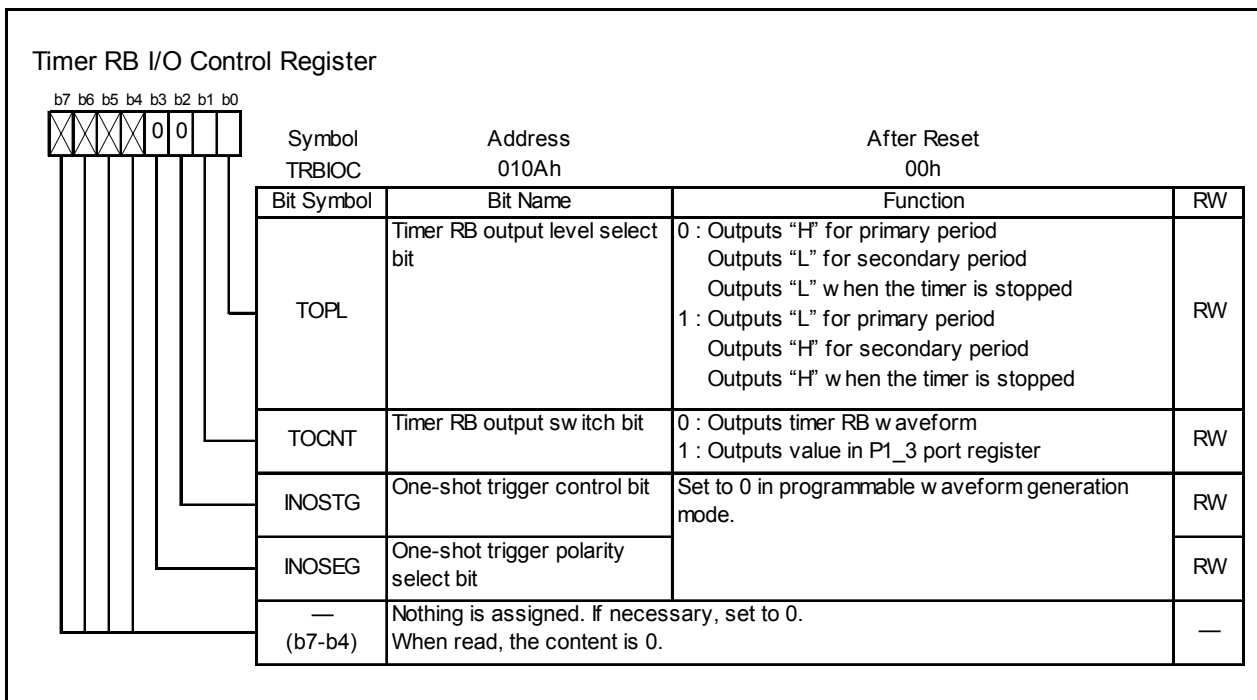 Timer RB I/O Control Register
b7 b6 b5 b4 b3 b2 b1 b0
0 0
Symbol Address After Reset
TRBIOC 010Ah 00h
Bit Symbol Bit Name Function RW
TOPL
Timer RB output level select
bit
0 : Outputs “H” for primary period
Outputs “L” for secondary period
Outputs “L” when the timer is stopped
1 : Outputs “L” for primary period
Outputs “H” for secondary period
Outputs “H” when the timer is stopped
RW
TOCNT
Timer RB output switch bit
0 : Outputs timer RB waveform
1 : Outputs value in P1_3 port register
RW
INOSTG
One-shot trigger control bit
Set to 0 in programmable waveform generation
mode.
RW
INOSEG
One-shot trigger polarity
select bit
RW
—
(b7-b4)
Nothing is assigned. If necessary, set to 0.
When read, the content is 0.
—